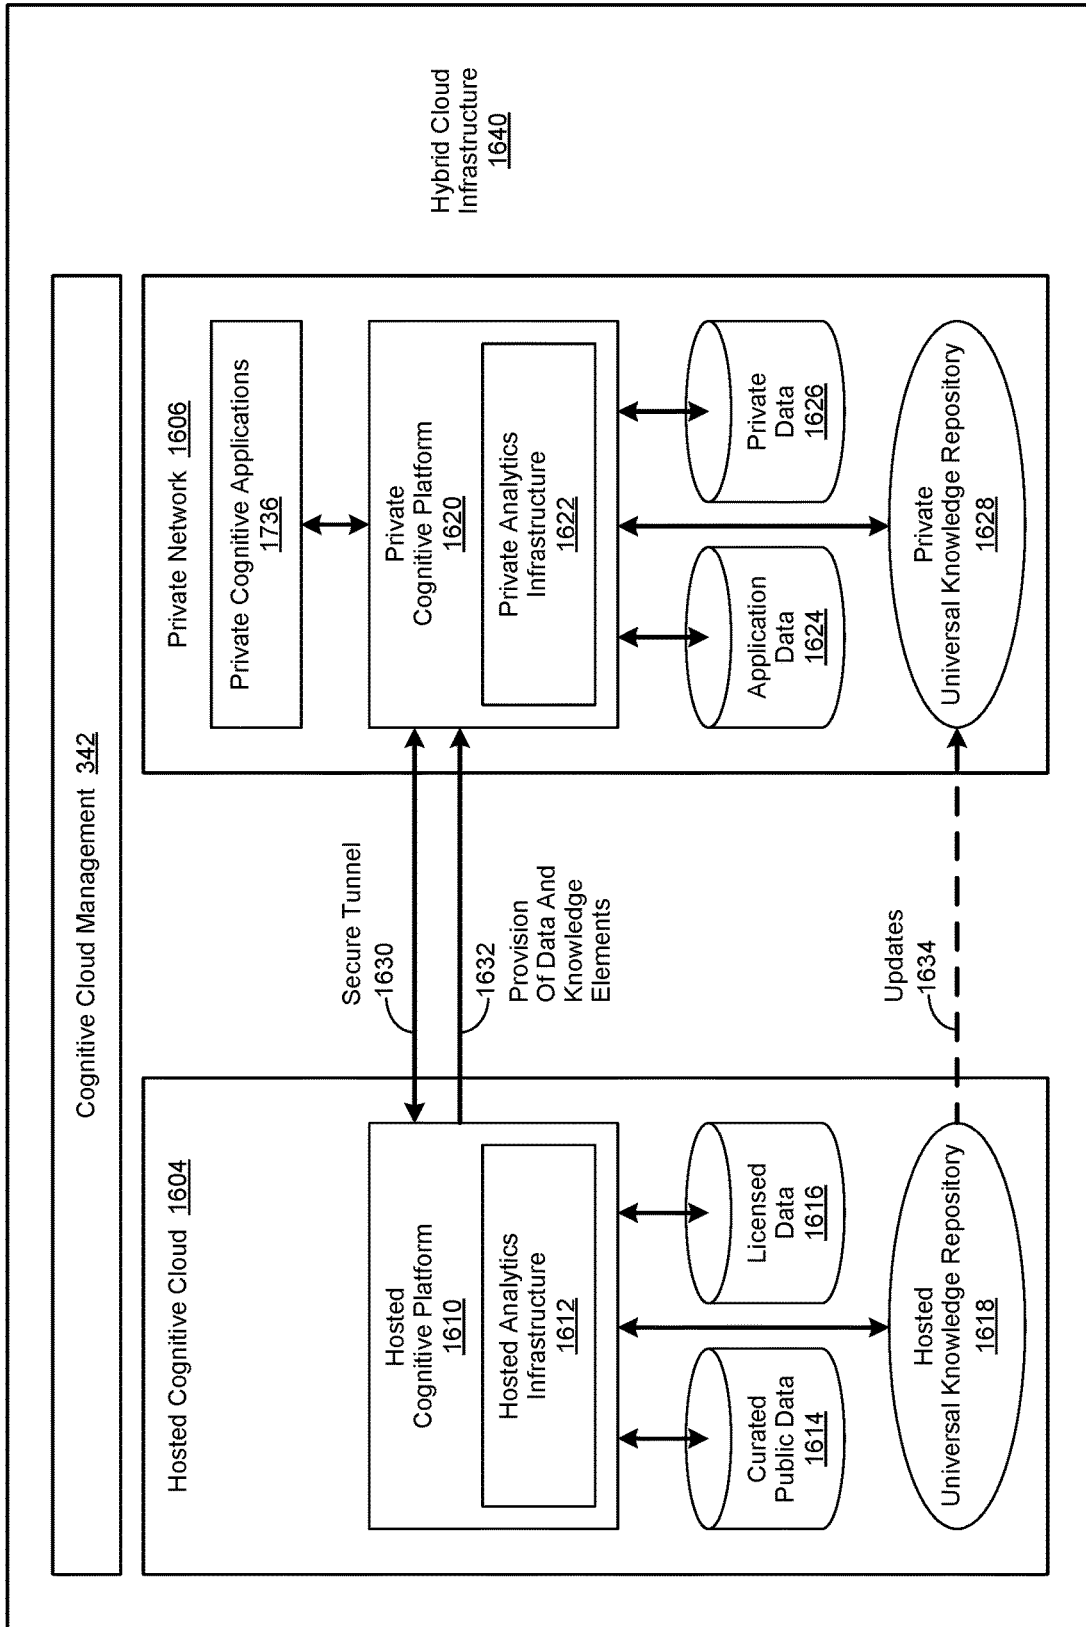 Cognitive Cloud Management 342
Hosted Cognitive Cloud 1604
Hosted
Cognitive Platform
1610
Hosted Analytics
Infrastructure
1612
Curated
Public Data
1614
Licensed
Data
1616
Hosted
Universal Knowledge Repository
1618
Secure Tunnel
1630
1632
Provision
Of Data And
Knowledge
Elements
Updates
1634
Private Network 1606
Private Cognitive Applications
1736
Private
Cognitive Platform
1620
Private Analytics
Infrastructure
1622
Application
Data
1624
Private
Data
1626
Private
Universal Knowledge Repository
1628
Hybrid Cloud
Infrastructure
1640